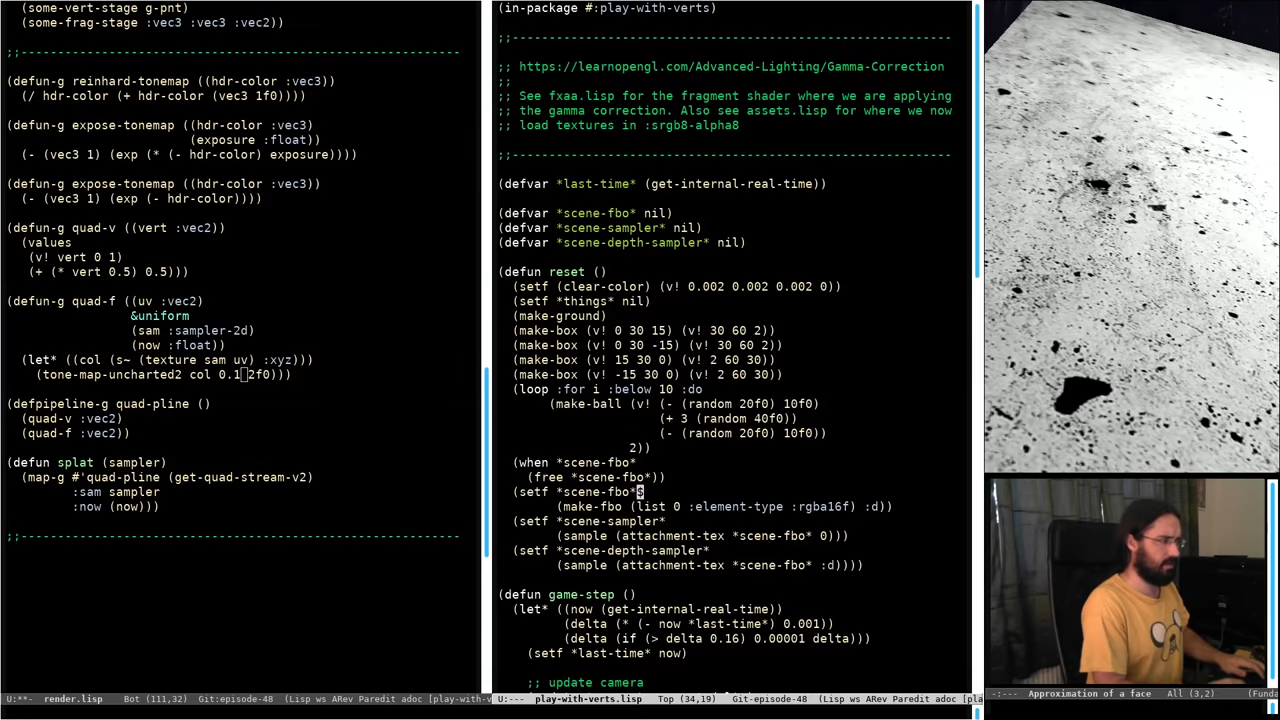 (some-vert-stage g-pnt)
(some-frag-stage :vec3 :vec3 :vec2))
;;------------------------------------------------------------
(defun-g reinhard-tonemap ((hdr-color :vec3))
(/ hdr-color (+ hdr-color (vec3 1f0))))
(defun-g expose-tonemap ((hdr-color :vec3)
(exposure :float))
(- (vec3 1) (exp (* (- hdr-color) exposure))))
(defun-g expose-tonemap ((hdr-color :vec3))
(- (vec3 1) (exp (- hdr-color))))
(defun-g quad-v ((vert :vec2))
(values
(v! vert 0 1)
(+ (* vert 0.5) 0.5)))
(defun-g quad-f ((uv :vec2)
&uniform
(sam :sampler-2d)
(now :float))
(let* ((col (s~ (texture sam uv) :xyz)))
(tone-map-uncharted2 col 0.1 2f0)))
(defpipeline-g quad-pline ()
(quad-v :vec2)
(quad-f :vec2))
(defun splat (sampler)
(map-g #'quad-pline (get-quad-stream-v2)
:sam sampler
:now (now)))
;;------------------------------------------------------------
U:**- render.lisp Bot (111,32) Git:episode-48 (Lisp ws ARev Paredit adoc [play-with-v
(in-package #:play-with-verts)
;;------------------------------------------------------------
;; https://learnopengl.com/Advanced-Lighting/Gamma-Correction
;;
;; See fxaa.lisp for the fragment shader where we are applying
;; the gamma correction. Also see assets.lisp for where we now
;; load textures in :srgb8-alpha8
;;------------------------------------------------------------
(defvar *last-time* (get-internal-real-time))
(defvar *scene-fbo* nil)
(defvar *scene-sampler* nil)
(defvar *scene-depth-sampler* nil)
(defun reset ()
(setf (clear-color) (v! 0.002 0.002 0.002 0))
(setf *things* nil)
(make-ground)
(make-box (v! 0 30 15) (v! 30 60 2))
(make-box (v! 0 30 -15) (v! 30 60 2))
(make-box (v! 15 30 0) (v! 2 60 30))
(make-box (v! -15 30 0) (v! 2 60 30))
(loop :for i :below 10 :do
(make-ball (v! (- (random 20f0) 10f0)
(+ 3 (random 40f0))
(- (random 20f0) 10f0))
2))
(when *scene-fbo*
(free *scene-fbo*))
(setf *scene-fbo*$
(make-fbo (list 0 :element-type :rgba16f) :d))
(setf *scene-sampler*
(sample (attachment-tex *scene-fbo* 0)))
(setf *scene-depth-sampler*
(sample (attachment-tex *scene-fbo* :d))))
(defun game-step ()
(let* ((now (get-internal-real-time))
(delta (* (- now *last-time*) 0.001))
(delta (if (> delta 0.16) 0.00001 delta)))
(setf *last-time* now)
;; update camera
U:--- play-with-verts.lisp Top (34,19) Git:episode-48 (Lisp ws ARev Paredit adoc [pla
-:--- Approximation of a face All (3,2) (Funda